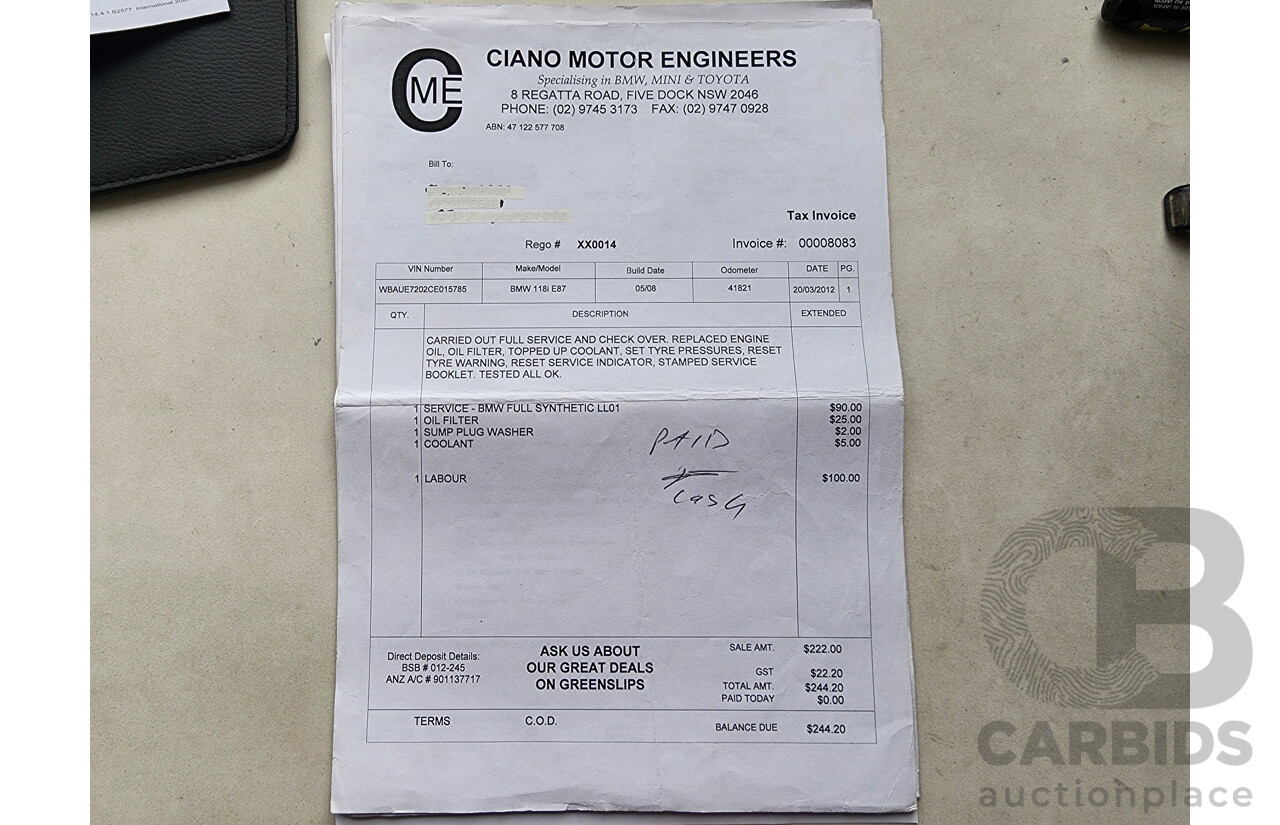 14.4.1 B2577 International
CME
CIANO MOTOR ENGINEERS
Specialising in BMW, MINI & TOYOTA
8 REGATTA ROAD, FIVE DOCK NSW 2046
PHONE: (02) 9745 3173 FAX: (02) 9747 0928
ABN: 47 122 577 708
Bill To:
Tax Invoice
Rego # XX0014 Invoice #: 00008083
VIN Number Make/Model Build Date Odometer DATE PG.
WBAUE7202CE015785 BMW 118i E87 05/08 41821 20/03/2012 1
QTY. DESCRIPTION EXTENDED
CARRIED OUT FULL SERVICE AND CHECK OVER. REPLACED ENGINE
OIL, OIL FILTER, TOPPED UP COOLANT, SET TYRE PRESSURES, RESET
TYRE WARNING, RESET SERVICE INDICATOR, STAMPED SERVICE
BOOKLET. TESTED ALL OK.
1 SERVICE - BMW FULL SYNTHETIC LL01 $90.00
1 OIL FILTER $25.00
1 SUMP PLUG WASHER $2.00
1 COOLANT $5.00
PAID
1 LABOUR $100.00
Cash
Direct Deposit Details:
BSB # 012-245
ANZ A/C # 901137717
ASK US ABOUT
OUR GREAT DEALS
ON GREENSLIPS
SALE AMT. $222.00
GST $22.20
TOTAL AMT. $244.20
PAID TODAY $0.00
TERMS C.O.D. BALANCE DUE $244.20
CB
CARBIDS
auctionplace